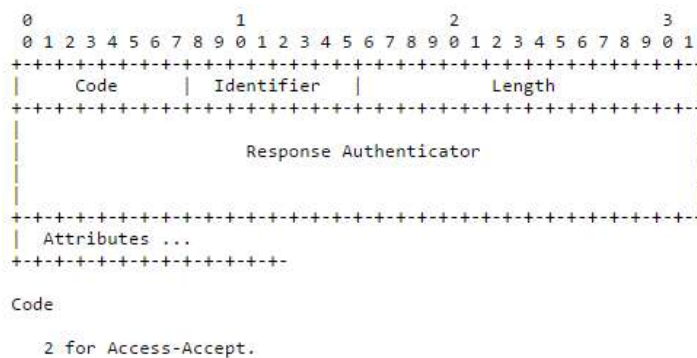 0                   1                   2                   3
 0 1 2 3 4 5 6 7 8 9 0 1 2 3 4 5 6 7 8 9 0 1 2 3 4 5 6 7 8 9 0 1
+-+-+-+-+-+-+-+-+-+-+-+-+-+-+-+-+-+-+-+-+-+-+-+-+-+-+-+-+-+-+-+-
|     Code      |  Identifier   |            Length
+-+-+-+-+-+-+-+-+-+-+-+-+-+-+-+-+-+-+-+-+-+-+-+-+-+-+-+-+-+-+-+-
|
|                     Response Authenticator
|
|
+-+-+-+-+-+-+-+-+-+-+-+-+-+-+-+-+-+-+-+-+-+-+-+-+-+-+-+-+-+-+-+-
|  Attributes ...
+-+-+-+-+-+-+-+-+-+-+-+-+-
Code
2 for Access-Accept.